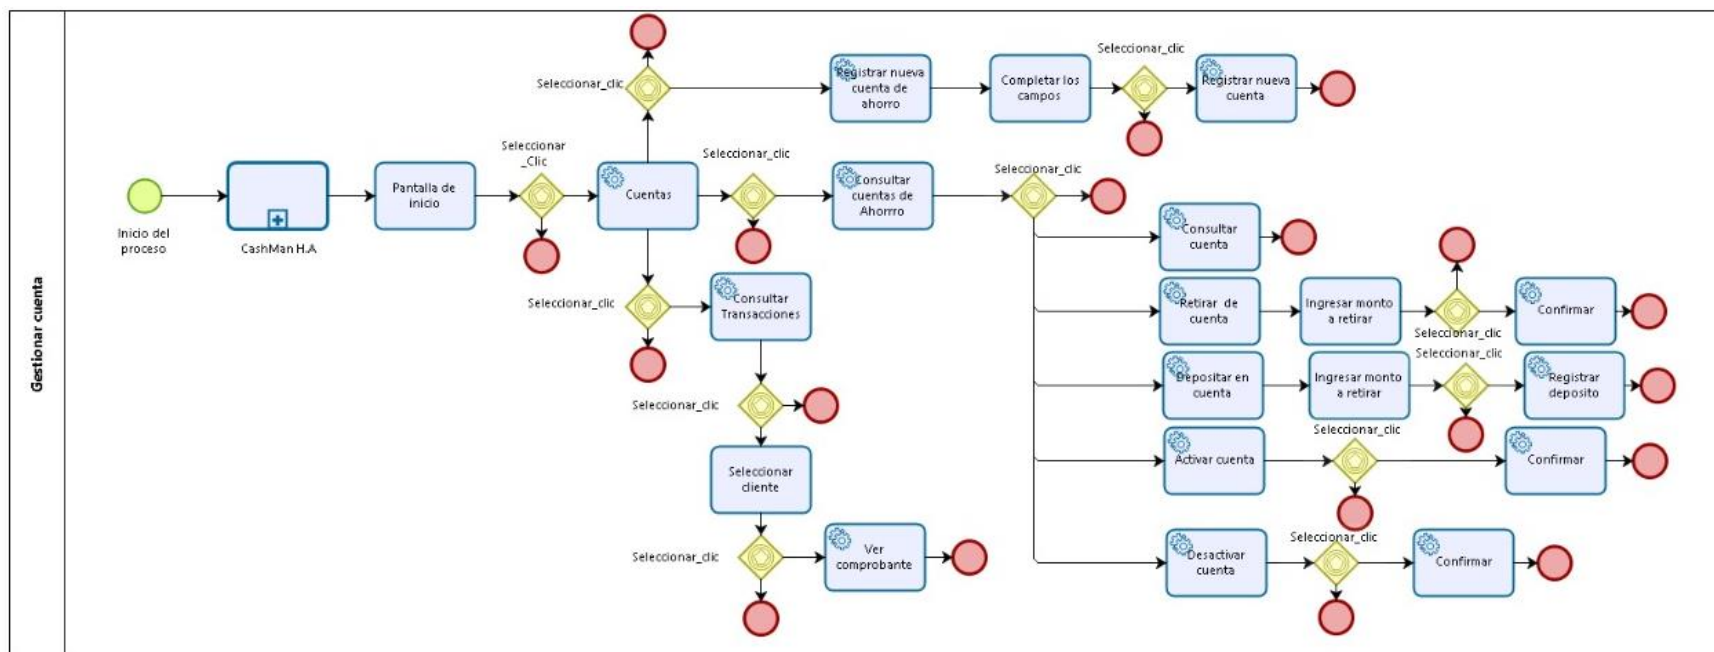 Gestionar cuenta
Inicio del
proceso
CashMan H.A
Pantalla de
inicio
Seleccionar
_Clic
Cuentas
Seleccionar_clic
Registrar nueva
cuenta de
ahorro
Completar los
campos
Seleccionar_clic
Registrar nueva
cuenta
Seleccionar_clic
Consultar
cuentas de
Ahorrro
Seleccionar_clic
Consultar
cuenta
Retirar de
cuenta
Ingresar monto
a retirar
Seleccionar_clic
Confirmar
Depositar en
cuenta
Ingresar monto
a retirar
Seleccionar_clic
Registrar
deposito
Activar cuenta
Seleccionar_clic
Confirmar
Desactivar
cuenta
Seleccionar_clic
Confirmar
Seleccionar_clic
Consultar
Transacciones
Seleccionar_clic
Seleccionar
cliente
Seleccionar_clic
Ver
comprobante